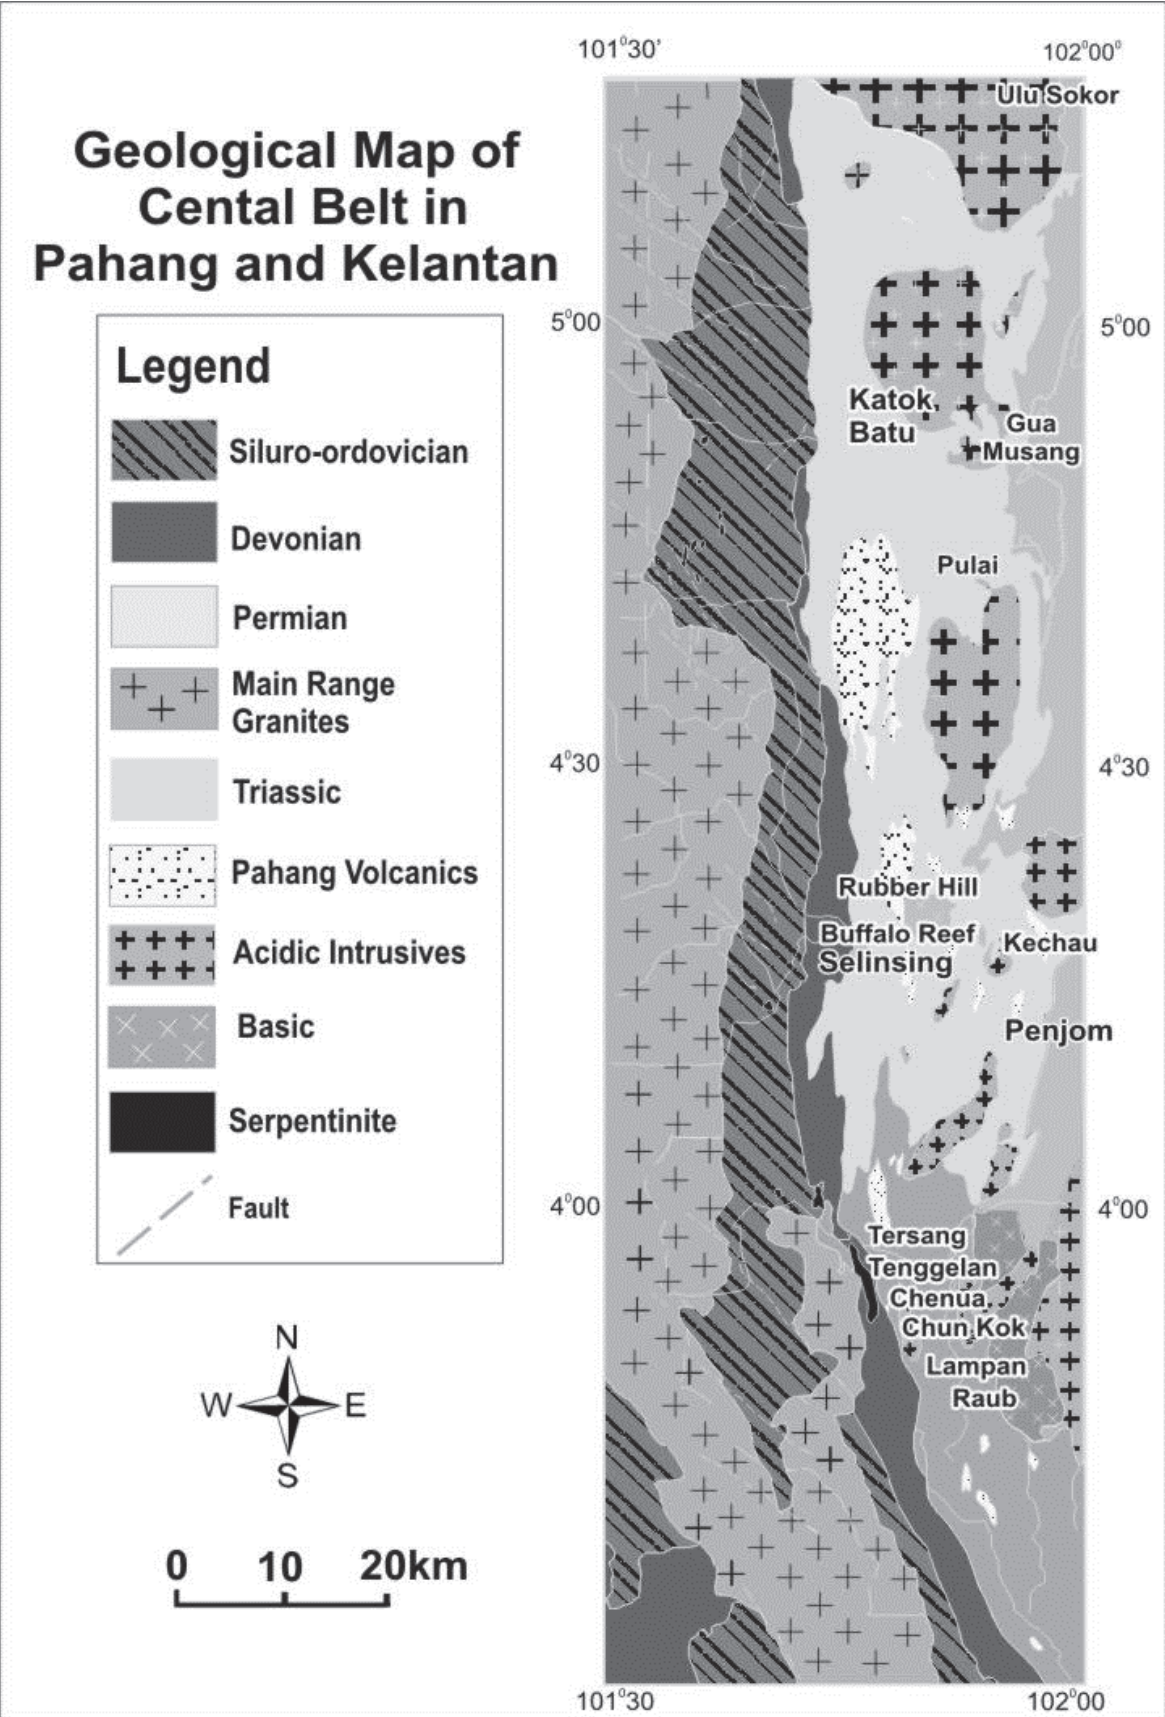 101°30'
102°00°
Geological Map of
Cental Belt in
Pahang and Kelantan
Legend
Siluro-ordovician
Devonian
Permian
Main Range
Granites
Triassic
Pahang Volcanics
Acidic Intrusives
Basic
Serpentinite
Fault
N
W E
S
0 10 20km
Ulu Sokor
5°00
5°00
Katok
Batu
Gua
Musang
Pulai
4°30
4°30
Rubber Hill
Buffalo Reef
Selinsing
Kechau
Penjom
4°00
4°00
Tersang
Tenggelan
Chenua
Chun Kok
Lampan
Raub
101°30
102°00